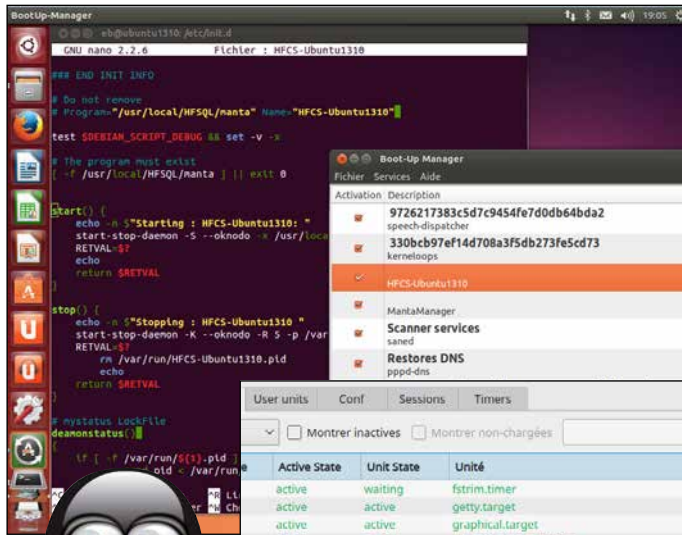 BootUp-Manager
19:05
eb@ubuntu1310: /etc/init.d
GNU nano 2.2.6 Fichier : HFCS-Ubuntu1310
### END INIT INFO
# Do not remove
# Program="/usr/local/HFSQL/manta" Name="HFCS-Ubuntu1310"
test $DEBIAN_SCRIPT_DEBUG && set -v -x
# The program must exist
[ -f /usr/local/HFSQL/manta ] || exit 0
start() {
echo -n $"Starting : HFCS-Ubuntu1310: "
start-stop-daemon -S --oknodo -x /usr/loca
RETVAL=$?
echo
return $RETVAL
}
stop() {
echo -n $"Stopping : HFCS-Ubuntu1310 "
start-stop-daemon -K --oknodo -R 5 -p /var
RETVAL=$?
rm /var/run/HFCS-Ubuntu1310.pid
echo
return $RETVAL
}
# mystatus LockFile
deamonstatus()
{
if [ -f /var/run/${1}.pid ]
pid < /var/run
Boot-Up Manager
Fichier Services Aide
Activation Description
9726217383c5d7c9454fe7d0db64bda2
speech-dispatcher
330bcb97ef14d708a3f5db273fe5cd73
kerneloops
HFCS-Ubuntu1310
MantaManager
Scanner services
saned
Restores DNS
pppd-dns
User units Conf Sessions Timers
Montrer inactives Montrer non-chargées
Active State Unit State Unité
active waiting fstrim.timer
active active getty.target
active active graphical.target